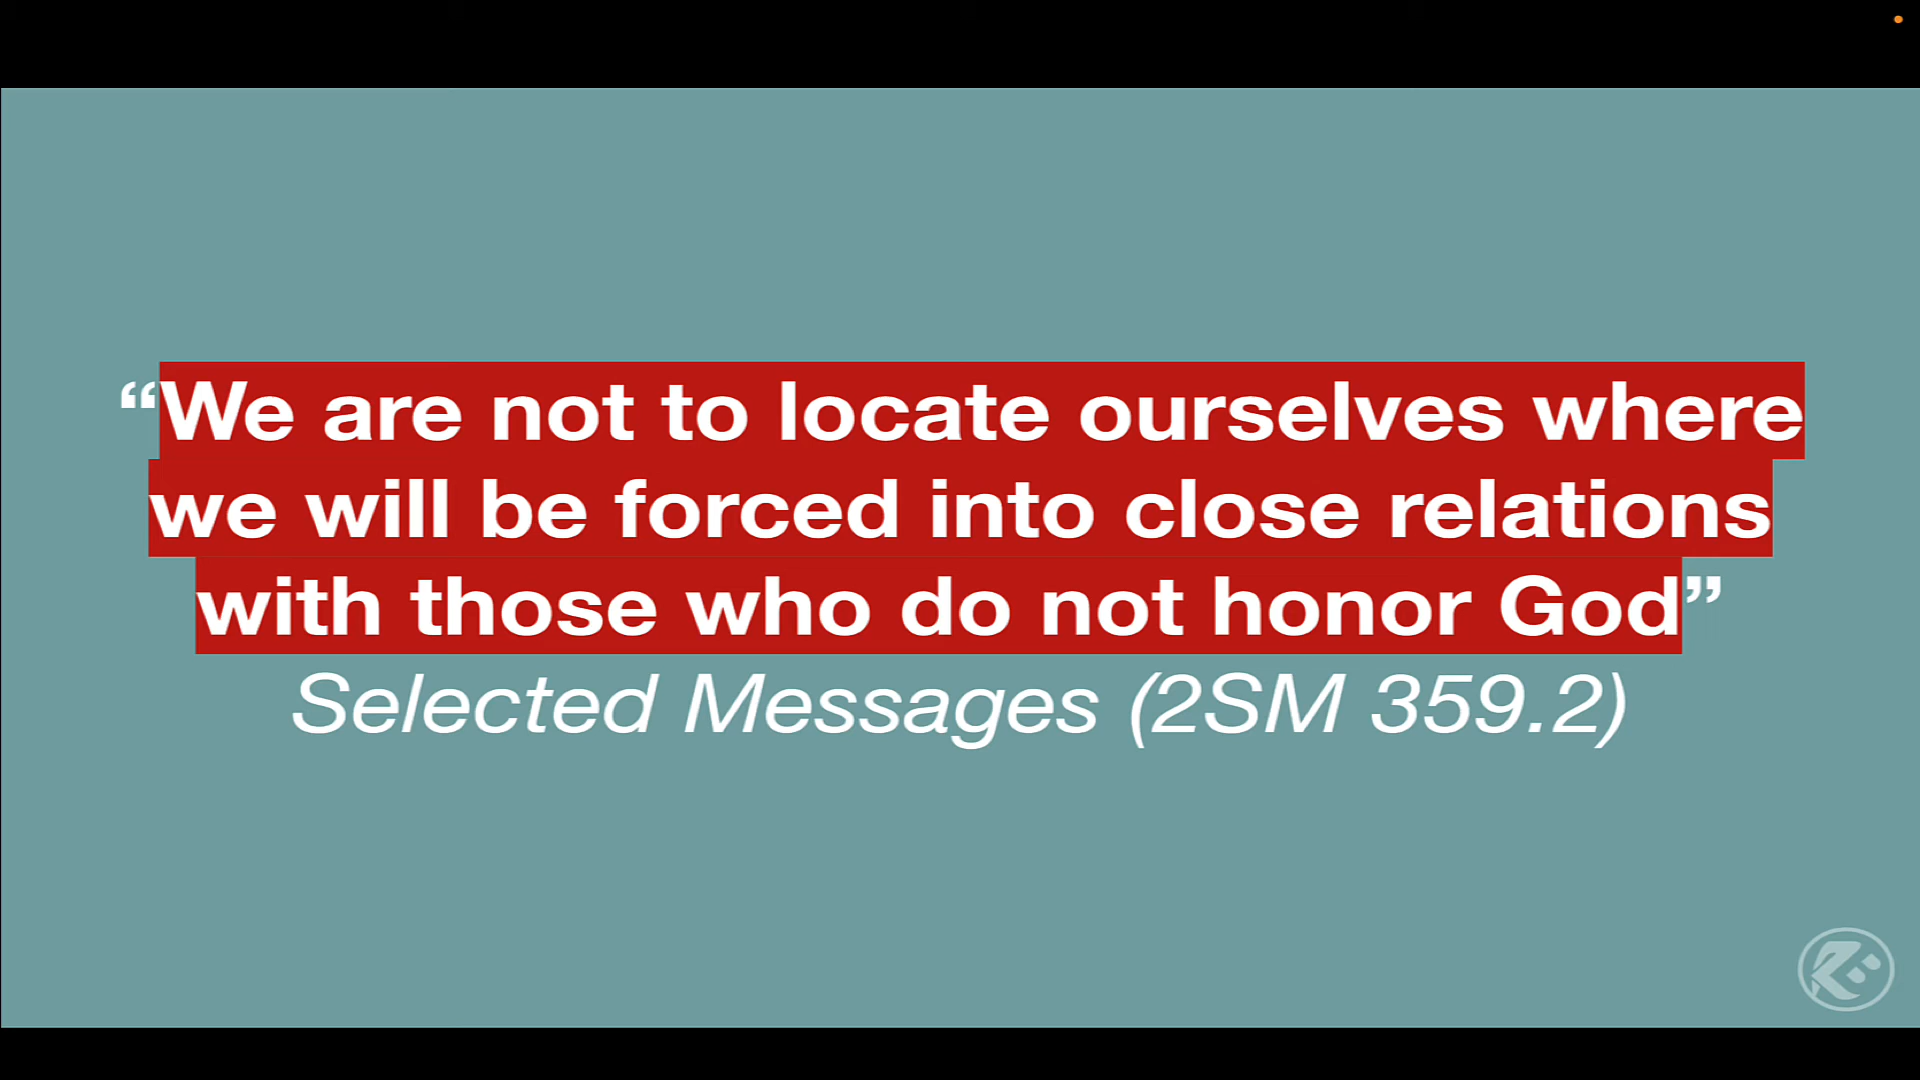 “We are not to locate ourselves where
we will be forced into close relations
with those who do not honor God”
Selected Messages (2SM 359.2)